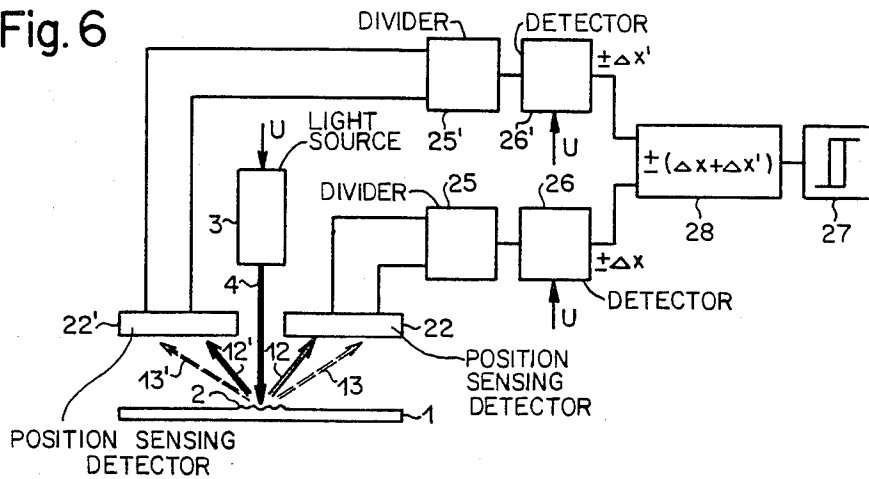 Fig. 6
DIVIDER
DETECTOR
± Δx'
25'
26'
U
U
LIGHT
SOURCE
± (Δx + Δx')
3
DIVIDER
25
26
28
27
4
± Δx
DETECTOR
U
22'
22
12'
12
13'
13
POSITION
SENSING
DETECTOR
2
1
POSITION SENSING
DETECTOR